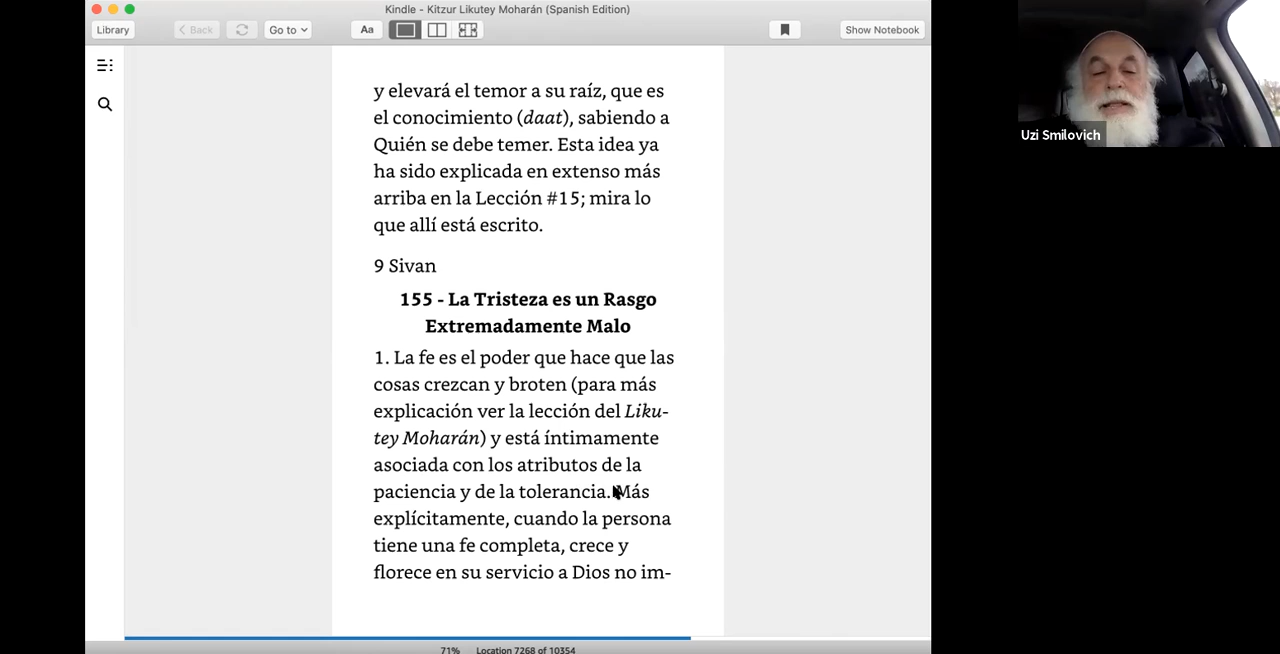 Kindle - Kitzur Likutey Moharán (Spanish Edition)
Library
Back
Go to
Aa
Show Notebook
y elevará el temor a su raíz, que es
el conocimiento (daat), sabiendo a
Quién se debe temer. Esta idea ya
ha sido explicada en extenso más
arriba en la Lección #15; mira lo
que allí está escrito.
9 Sivan
155 - La Tristeza es un Rasgo
Extremadamente Malo
1. La fe es el poder que hace que las
cosas crezcan y broten (para más
explicación ver la lección del Liku-
tey Moharán) y está íntimamente
asociada con los atributos de la
paciencia y de la tolerancia. Más
explícitamente, cuando la persona
tiene una fe completa, crece y
florece en su servicio a Dios no im-
71% Location 7268 of 10354
Uzi Smilovich